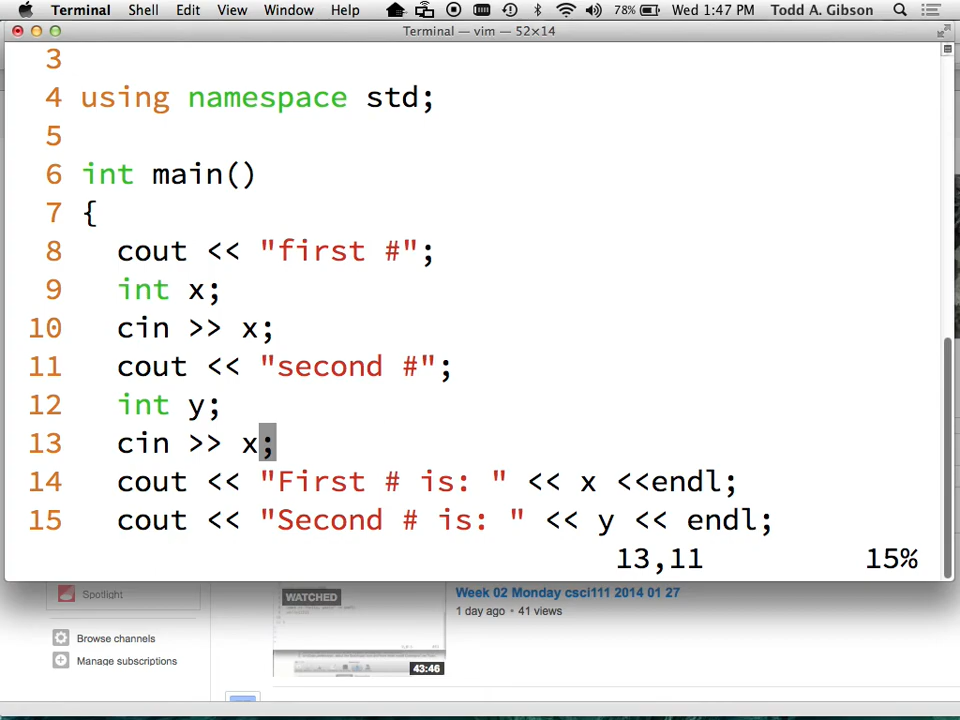 Terminal Shell Edit View Window Help 78% Wed 1:47 PM Todd A. Gibson
Terminal — vim — 52×14
3
4 using namespace std;
5
6 int main()
7 {
8 cout << "first #";
9 int x;
10 cin >> x;
11 cout << "second #";
12 int y;
13 cin >> x;
14 cout << "First # is: " << x <<endl;
15 cout << "Second # is: " << y << endl;
13,11 15%
Spotlight
Browse channels
Manage subscriptions
WATCHED
43:46
Week 02 Monday csci111 2014 01 27
1 day ago • 41 views